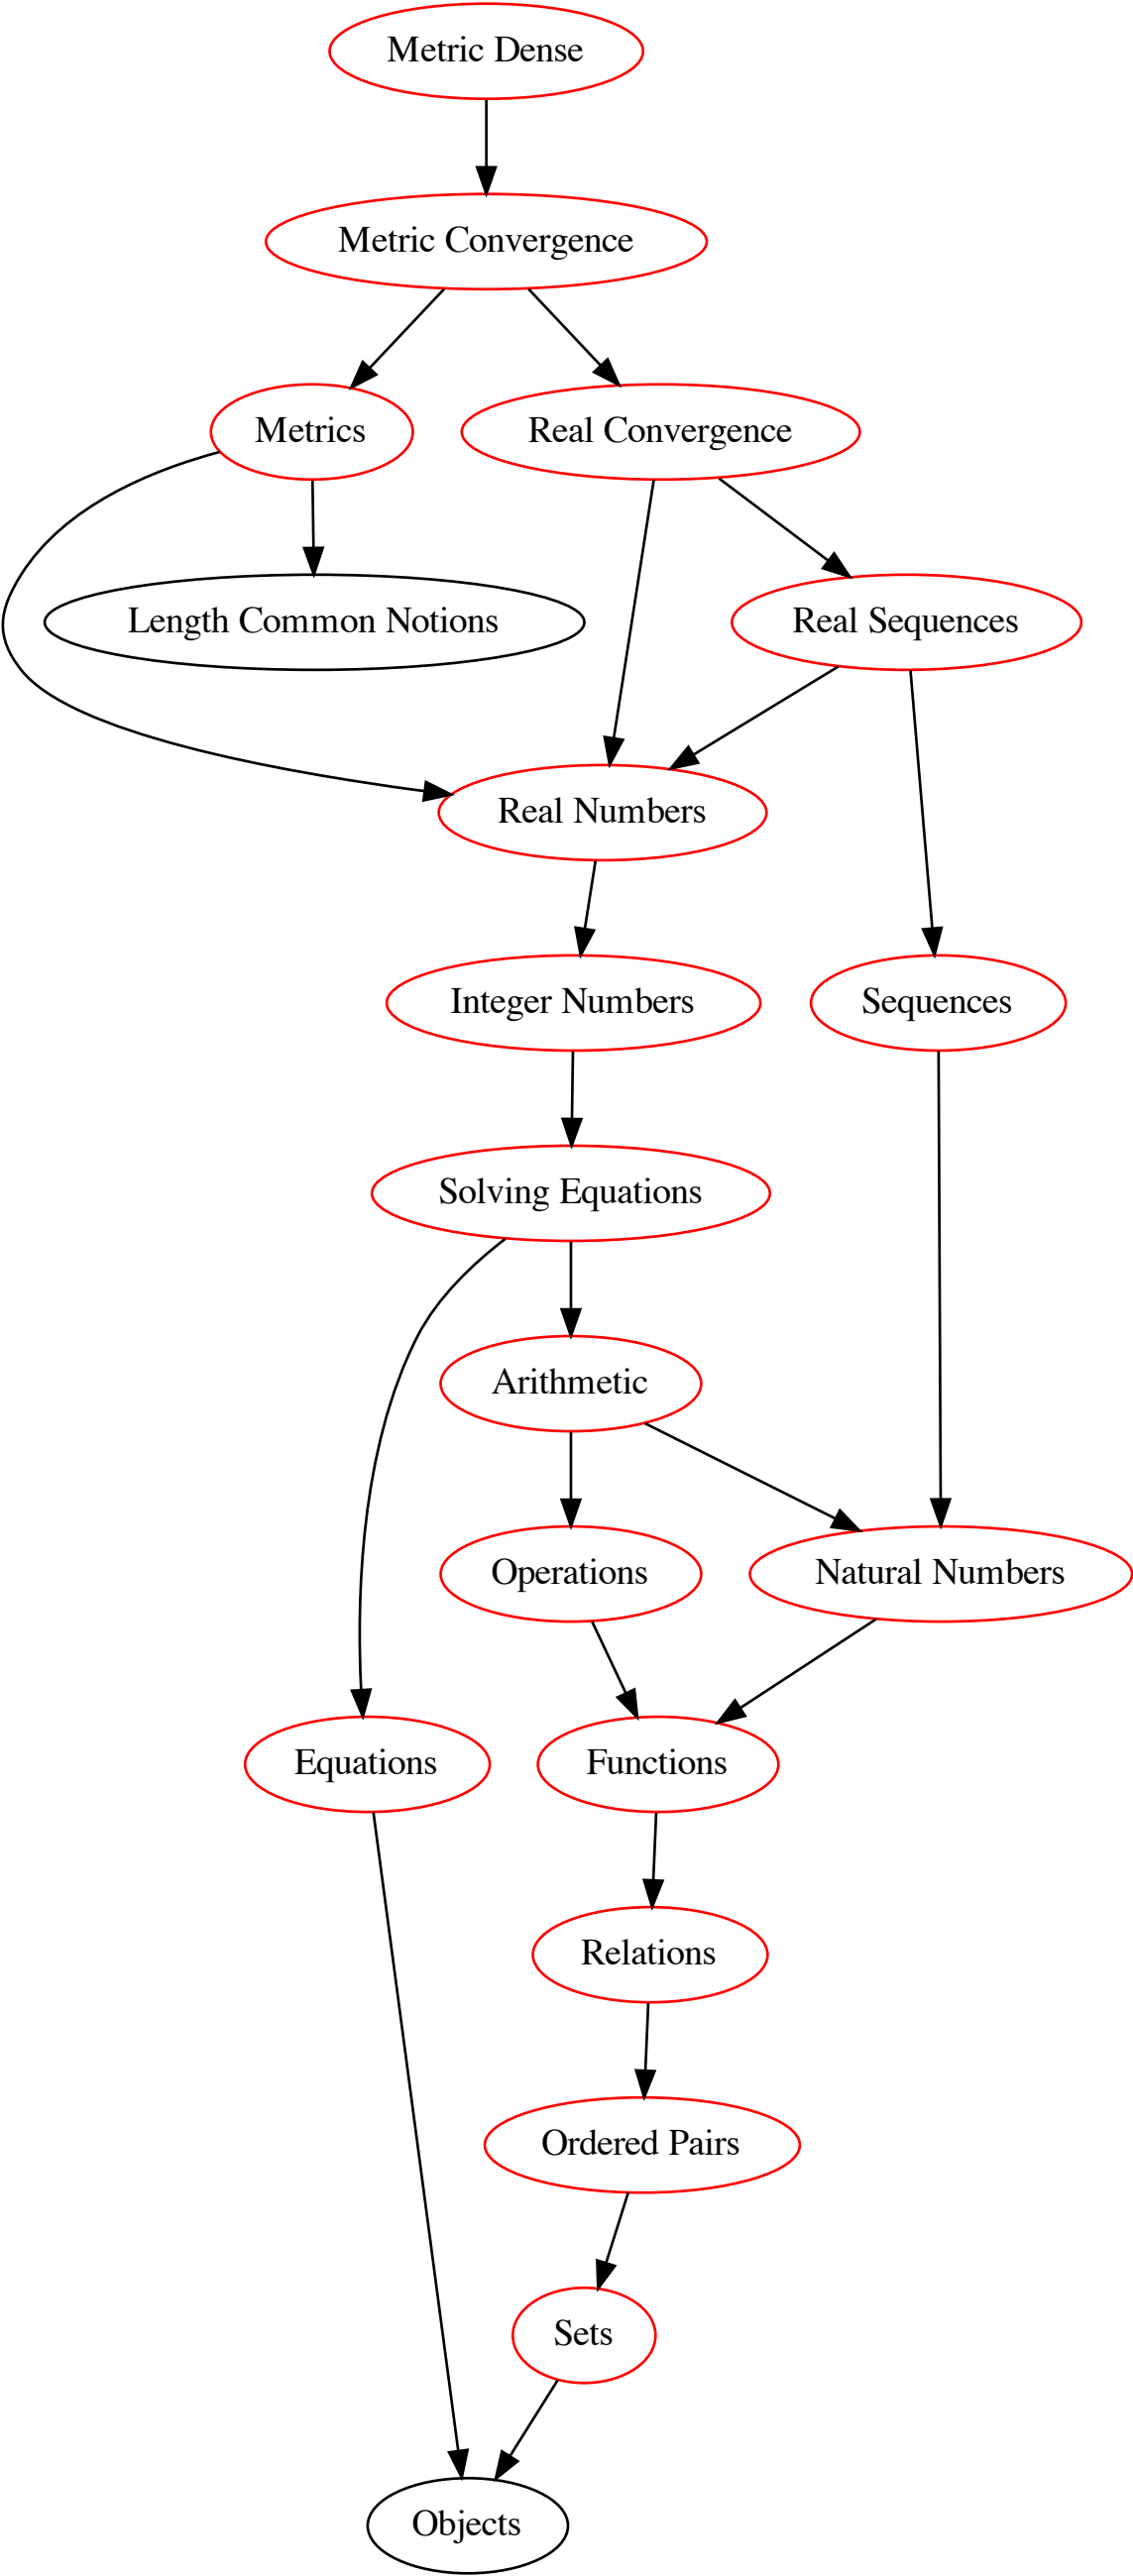 Metric Dense
Metric Convergence
Metrics
Real Convergence
Length Common Notions
Real Sequences
Real Numbers
Integer Numbers
Sequences
Solving Equations
Arithmetic
Operations
Natural Numbers
Equations
Functions
Relations
Ordered Pairs
Sets
Objects